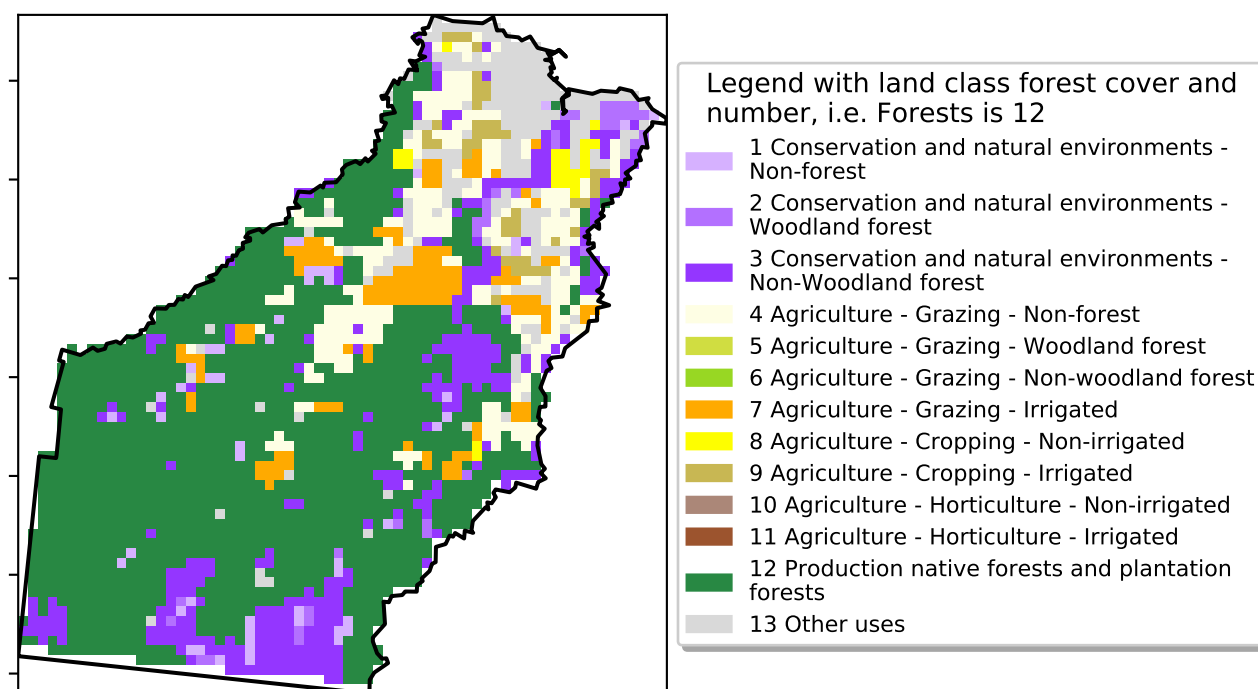 Legend with land class forest cover and
number, i.e. Forests is 12
1 Conservation and natural environments -
Non-forest
2 Conservation and natural environments -
Woodland forest
3 Conservation and natural environments -
Non-Woodland forest
4 Agriculture - Grazing - Non-forest
5 Agriculture - Grazing - Woodland forest
6 Agriculture - Grazing - Non-woodland forest
7 Agriculture - Grazing - Irrigated
8 Agriculture - Cropping - Non-irrigated
9 Agriculture - Cropping - Irrigated
10 Agriculture - Horticulture - Non-irrigated
11 Agriculture - Horticulture - Irrigated
12 Production native forests and plantation
forests
13 Other uses